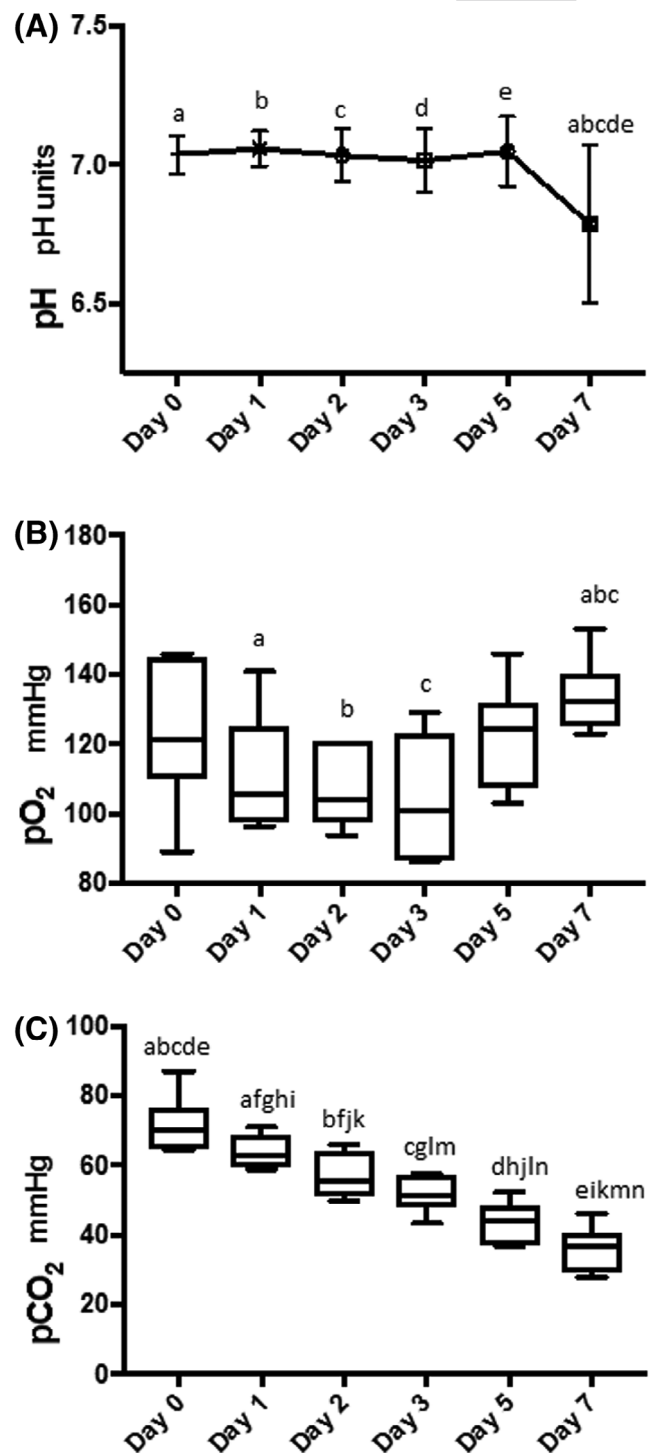 (A)
7.5
7.0
6.5
pH pH units
a
b
c
d
e
abcde
Day 0
Day 1
Day 2
Day 3
Day 5
Day 7
(B)
180
160
140
120
100
80
pO2 mmHg
a
b
c
abc
Day 0
Day 1
Day 2
Day 3
Day 5
Day 7
(C)
100
80
60
40
20
0
pCO2 mmHg
abcde
afghi
bfjk
cglm
dhjln
eikmn
Day 0
Day 1
Day 2
Day 3
Day 5
Day 7